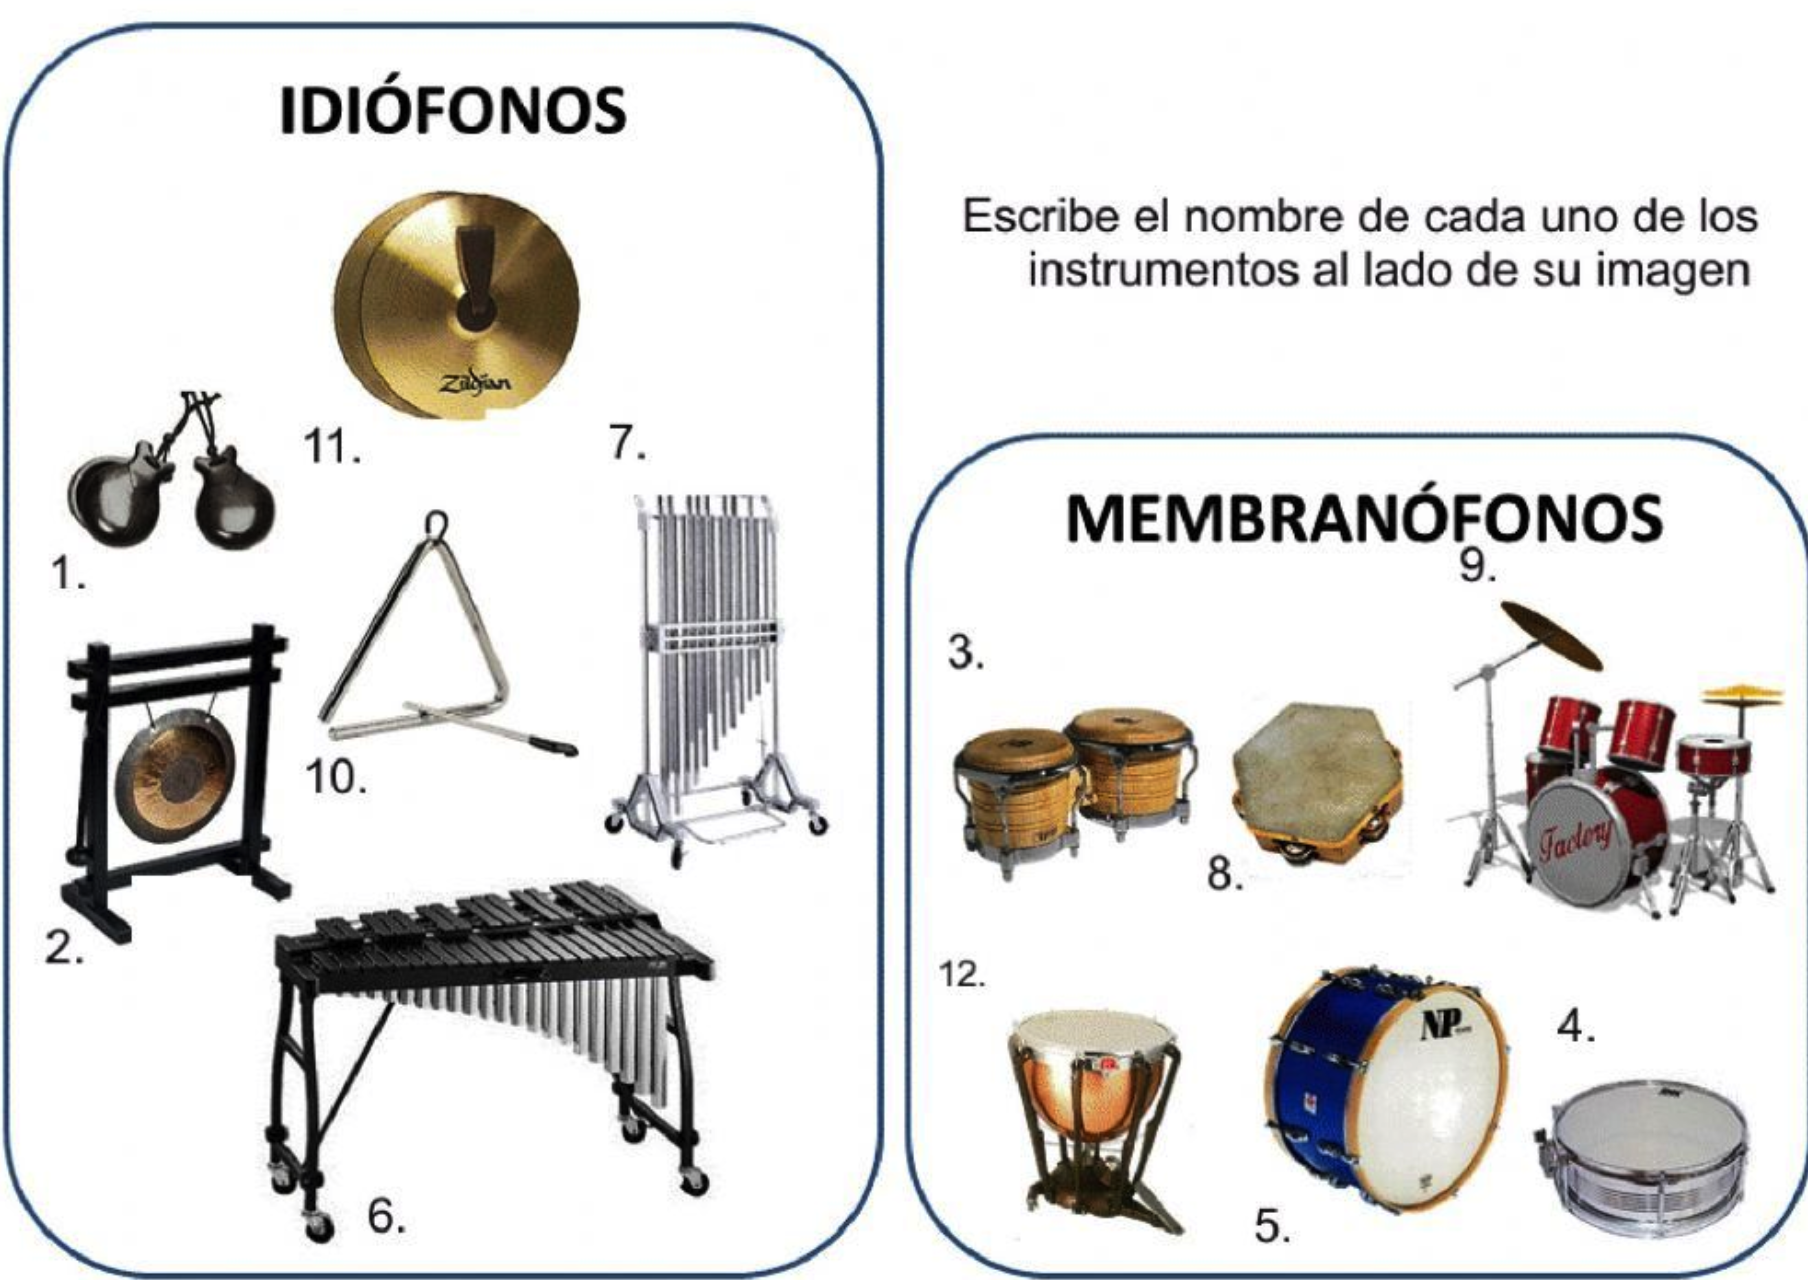 IDIÓFONOS
Zildjian
11.
7.
1.
10.
2.
6.
Escribe el nombre de cada uno de los
instrumentos al lado de su imagen
MEMBRANÓFONOS
9.
3.
8.
Factory
12.
NP
4.
5.